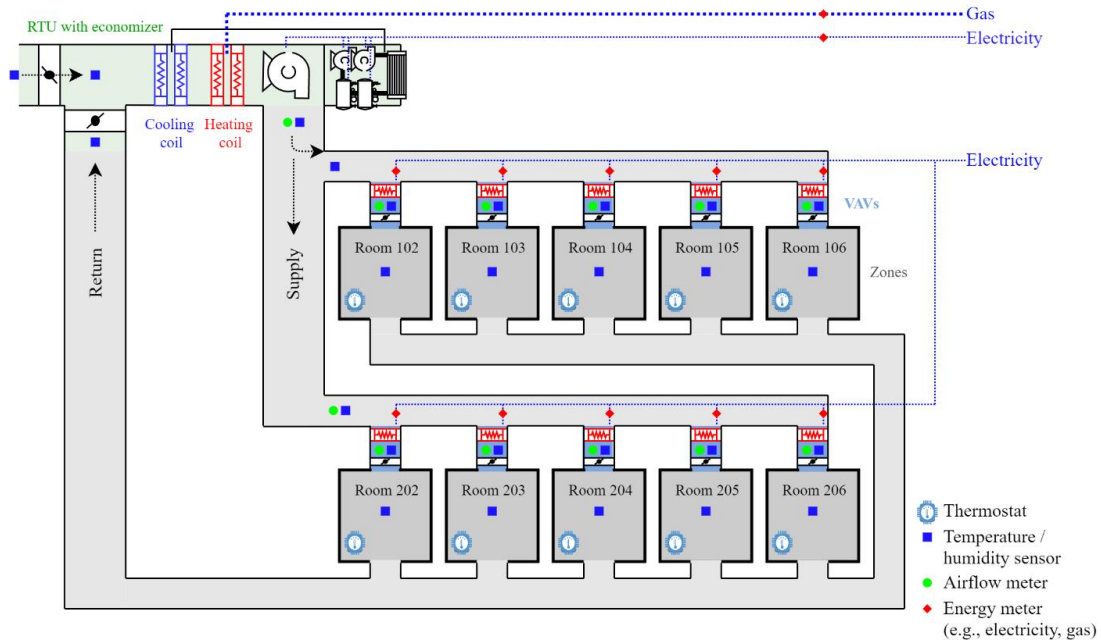 RTU with economizer
Gas
Electricity
Cooling
coil
Heating
coil
Electricity
VAVs
Return
Supply
Room 102
Room 103
Room 104
Room 105
Room 106
Zones
Room 202
Room 203
Room 204
Room 205
Room 206
Thermostat
Temperature /
humidity sensor
Airflow meter
Energy meter
(e.g., electricity, gas)